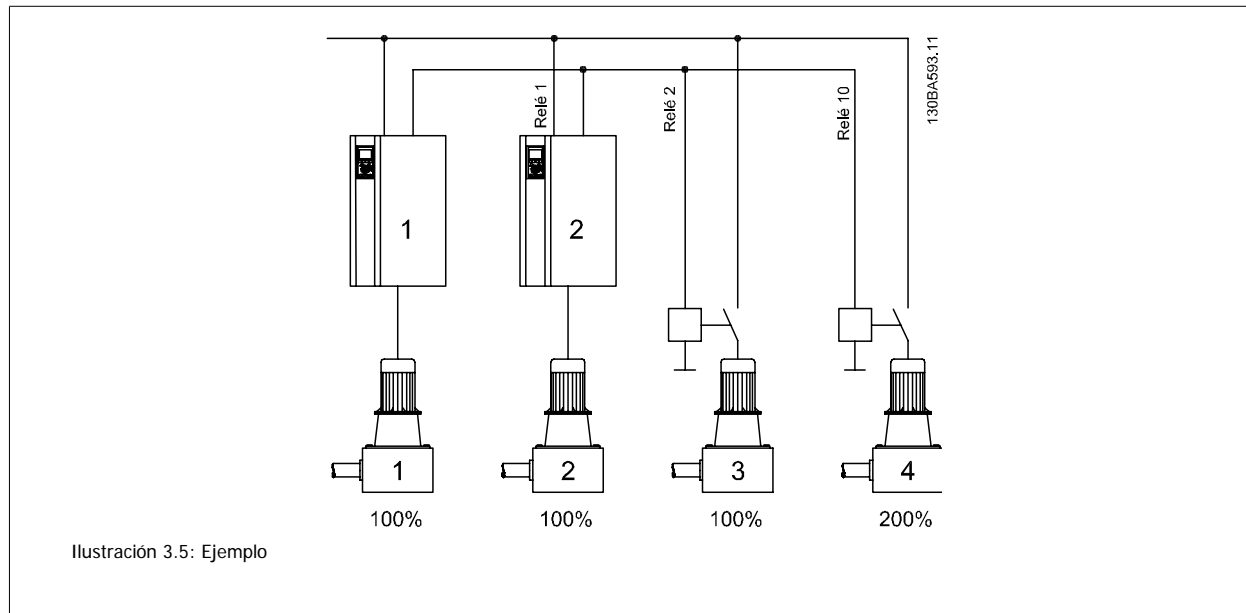 130BA593.11
Relé 1
Relé 2
Relé 10
1
2
1
2
3
4
100%
100%
100%
200%
Ilustración 3.5: Ejemplo